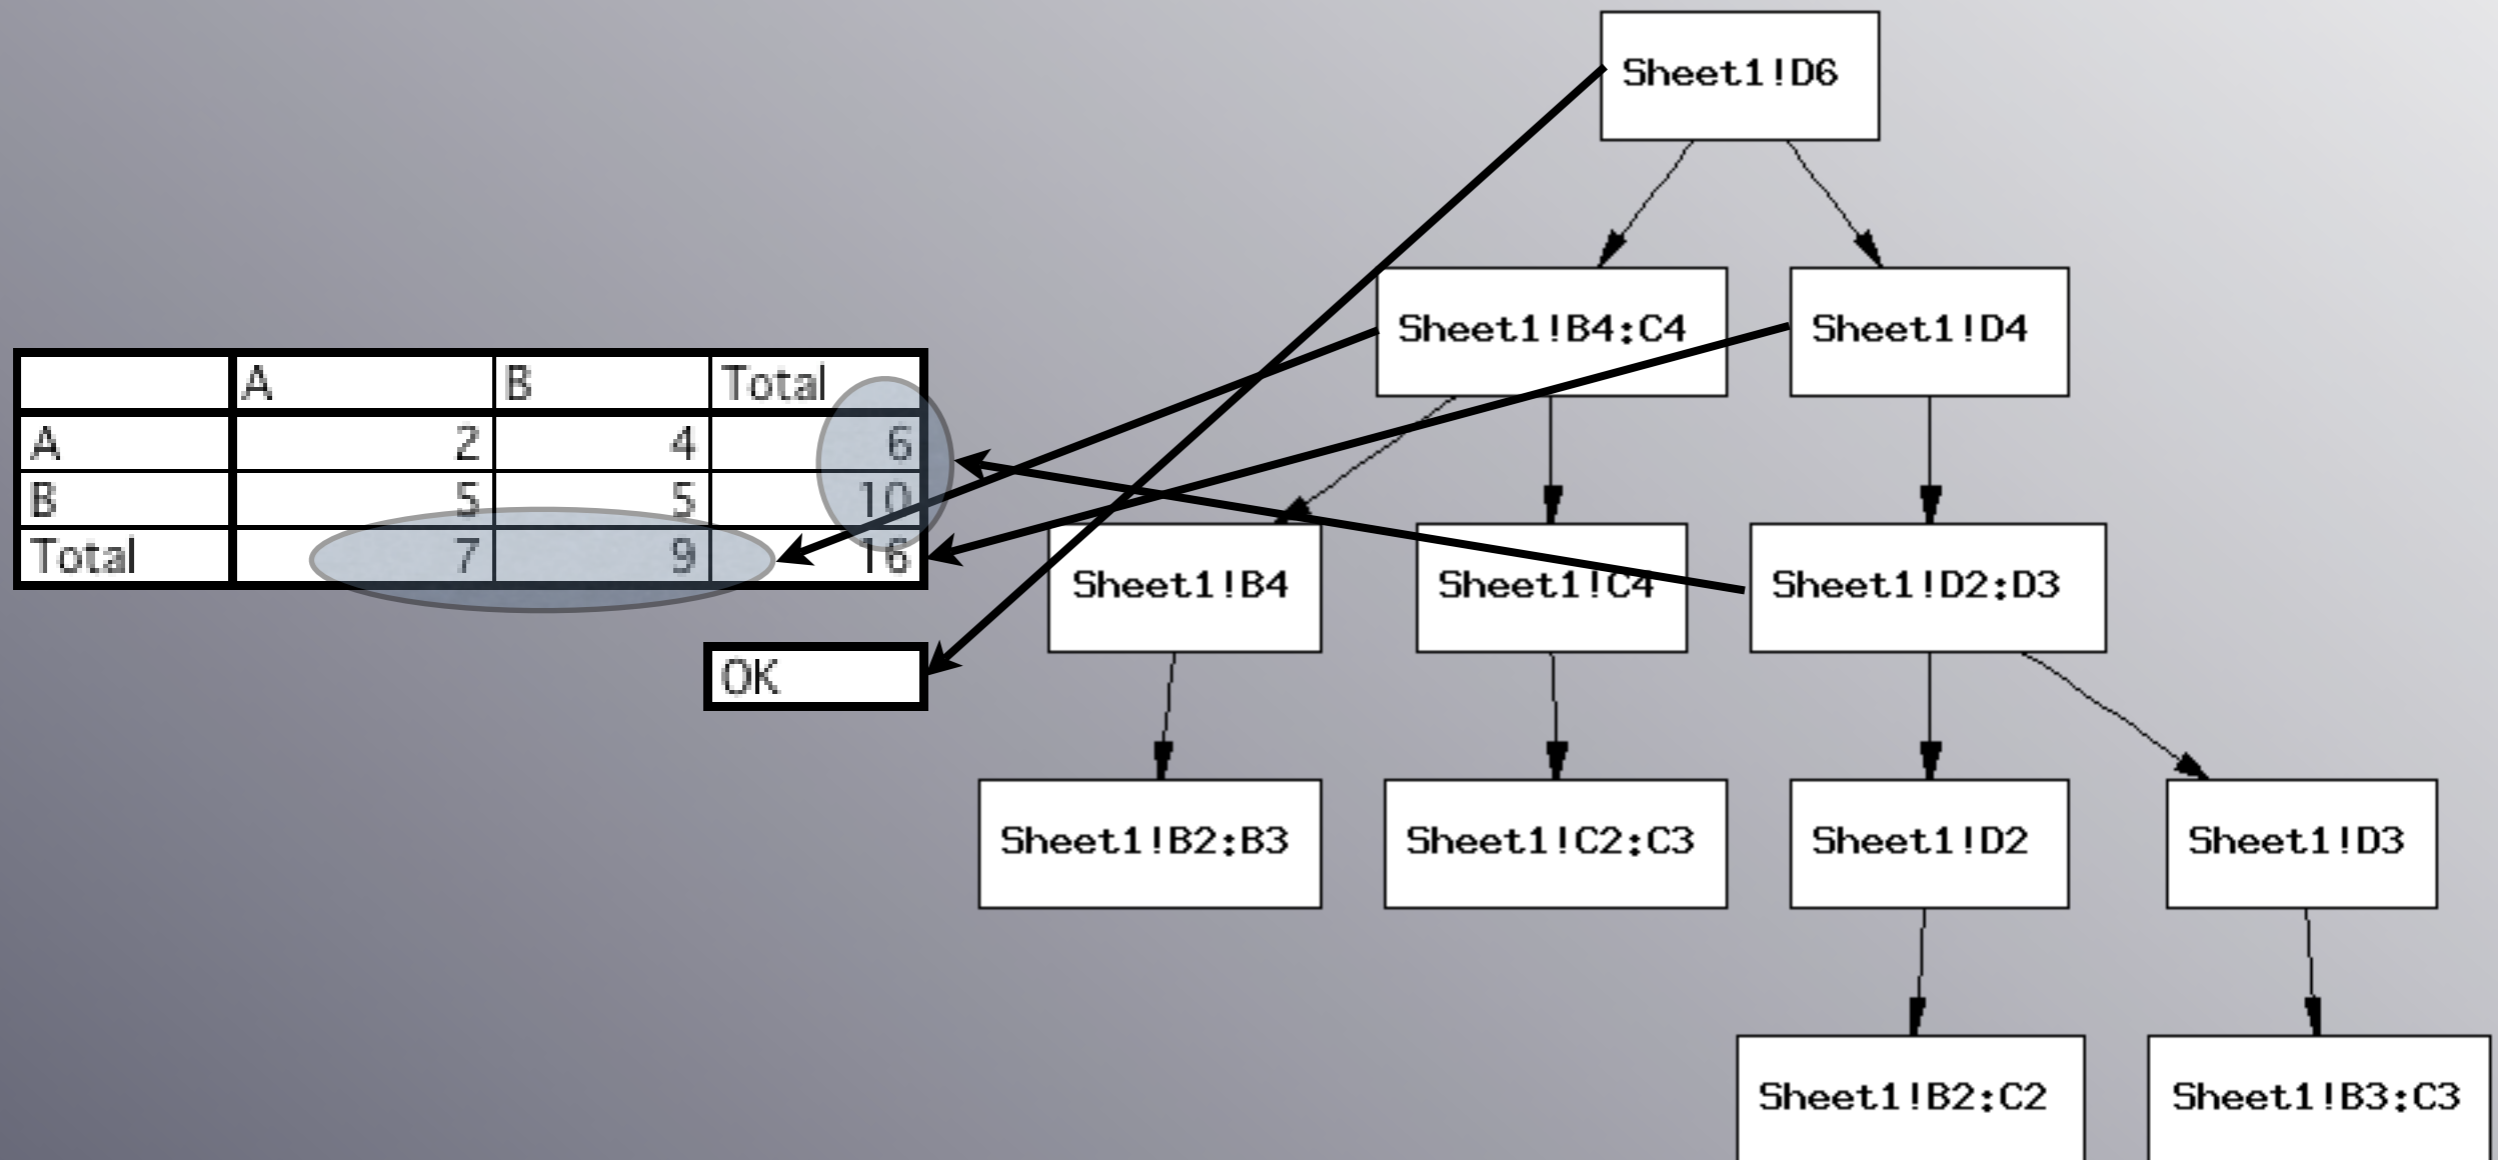 A B Total
A 2 4 6
B 5 5 10
Total 7 9 16
OK
Sheet1!D6
Sheet1!B4:C4 Sheet1!D4
Sheet1!B4 Sheet1!C4 Sheet1!D2:D3
Sheet1!B2:B3 Sheet1!C2:C3 Sheet1!D2 Sheet1!D3
Sheet1!B2:C2 Sheet1!B3:C3